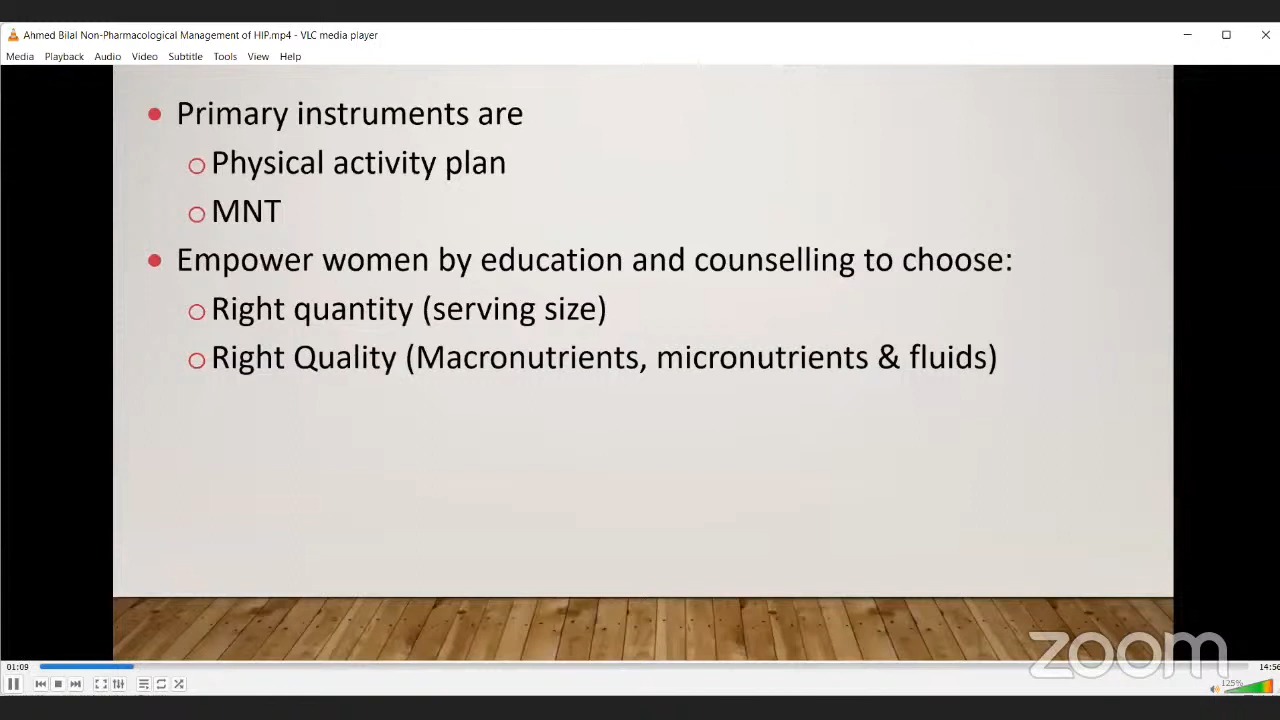 Ahmed Bilal Non-Pharmacological Management of HIP.mp4 - VLC media player
Media Playback Audio Video Subtitle Tools View Help
Primary instruments are
Physical activity plan
MNT
Empower women by education and counselling to choose:
Right quantity (serving size)
Right Quality (Macronutrients, micronutrients & fluids)
zoom
01:09 14:56
125%